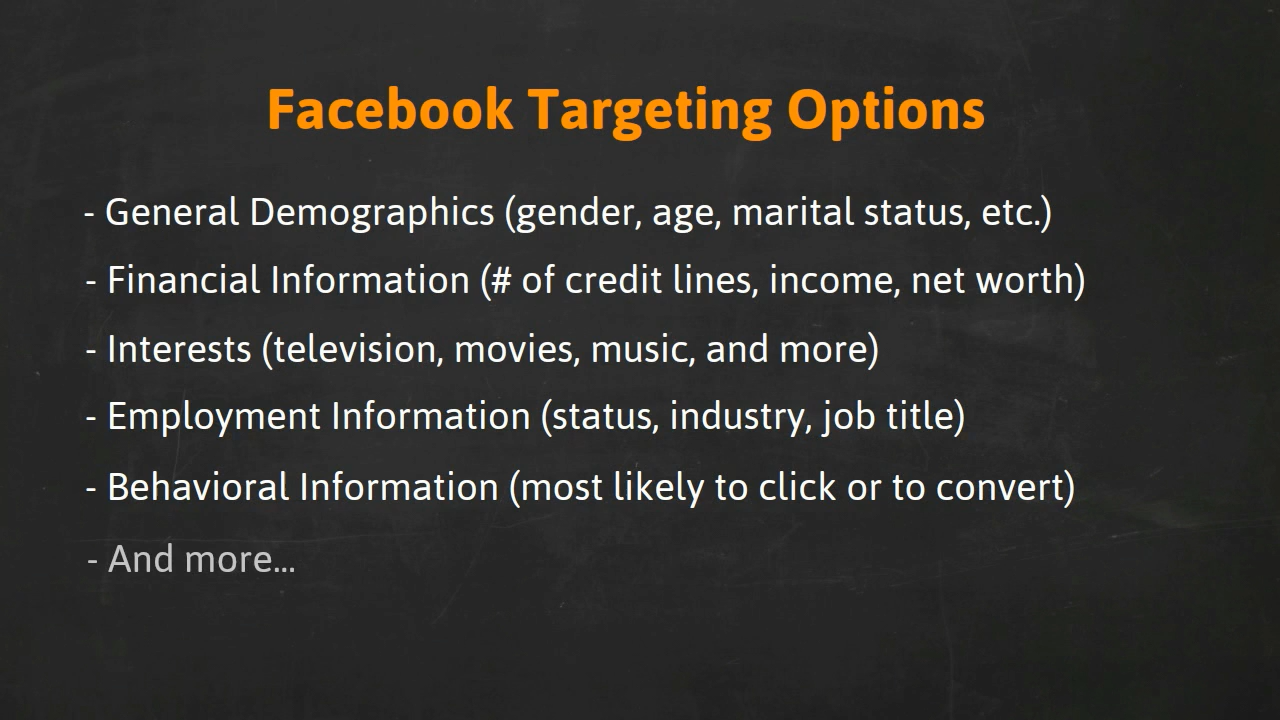 Facebook Targeting Options
- General Demographics (gender, age, marital status, etc.)
- Financial Information (# of credit lines, income, net worth)
- Interests (television, movies, music, and more)
- Employment Information (status, industry, job title)
- Behavioral Information (most likely to click or to convert)
- And more...